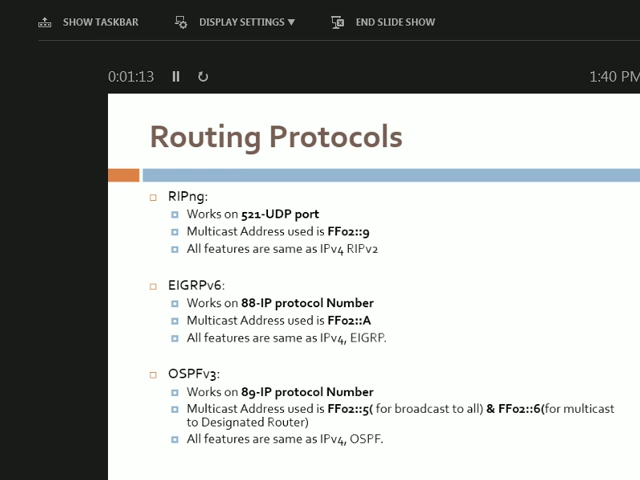 SHOW TASKBAR DISPLAY SETTINGS ▼ END SLIDE SHOW
0:01:13 1:40 PM
Routing Protocols
RIPng:
Works on 521-UDP port
Multicast Address used is FF02::9
All features are same as IPv4 RIPv2
EIGRPv6:
Works on 88-IP protocol Number
Multicast Address used is FF02::A
All features are same as IPv4, EIGRP.
OSPFv3:
Works on 89-IP protocol Number
Multicast Address used is FF02::5( for broadcast to all) & FF02::6(for multicast
to Designated Router)
All features are same as IPv4, OSPF.